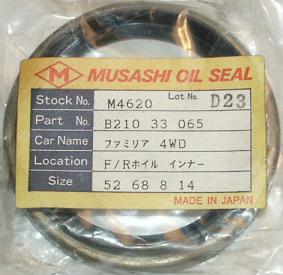 M MUSASHI OIL SEAL
Stock No. M4620 Lot No. D23
Part No. B210 33 065
Car Name ファミリア 4WD
Location F/Rホイル インナー
Size 52 68 8 14
MADE IN JAPAN